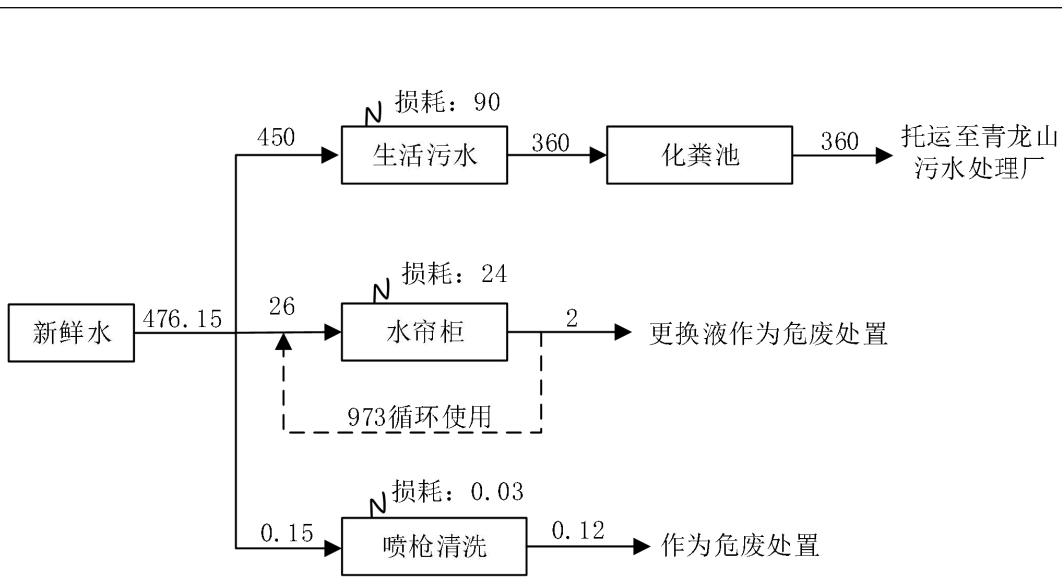 损耗：90
450
生活污水
360
化粪池
360
托运至青龙山
污水处理厂
损耗：24
新鲜水
476.15
26
水帘柜
2
更换液作为危废处置
973循环使用
损耗：0.03
0.15
喷枪清洗
0.12
作为危废处置